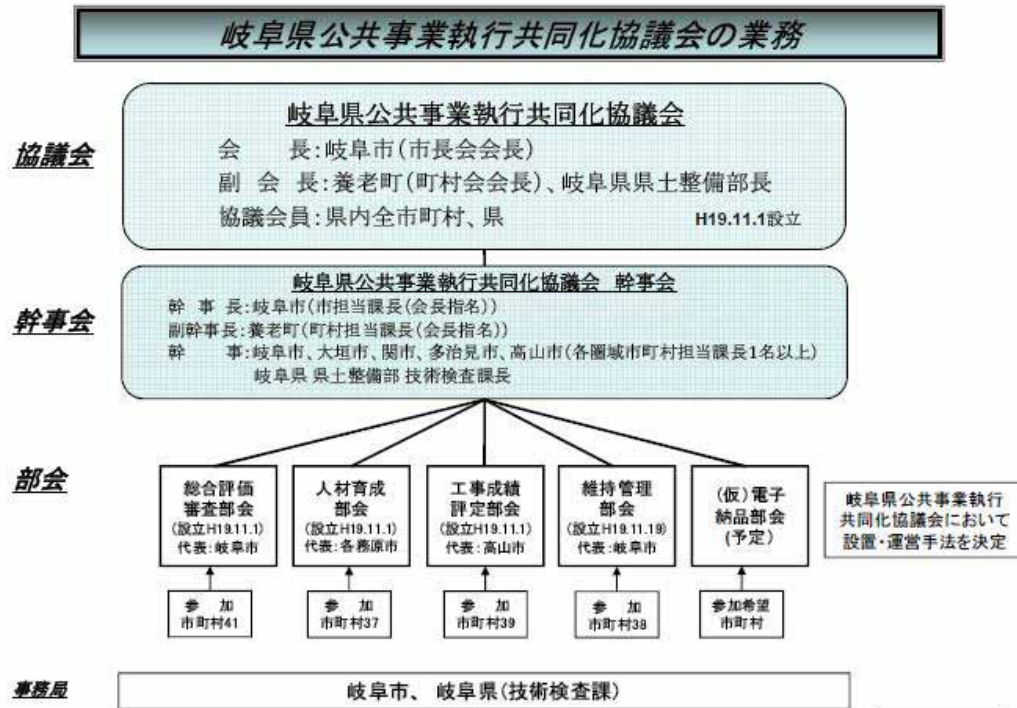 岐阜県公共事業執行共同化協議会の業務
協議会
岐阜県公共事業執行共同化協議会
会　　長：岐阜市（市長会会長）
副 会 長：養老町（町村会会長）、岐阜県県土整備部長
協議会員：県内全市町村、県
H19.11.1設立
幹事会
岐阜県公共事業執行共同化協議会 幹事会
幹 事 長：岐阜市（市担当課長（会長指名））
副幹事長：養老町（町村担当課長（会長指名））
幹　　事：岐阜市、大垣市、関市、多治見市、高山市（各圏域市町村担当課長1名以上）
岐阜県 県土整備部 技術検査課長
部会
総合評価
審査部会
（設立H19.11.1）
代表：岐阜市
人材育成
部会
（設立H19.11.1）
代表：各務原市
工事成績
評定部会
（設立H19.11.1）
代表：高山市
維持管理
部会
（設立H19.11.19）
代表：岐阜市
（仮）電子
納品部会
（予定）
岐阜県公共事業執行
共同化協議会において
設置・運営手法を決定
参　加
市町村41
参　加
市町村37
参　加
市町村39
参　加
市町村38
参加希望
市町村
事務局
岐阜市、 岐阜県（技術検査課）